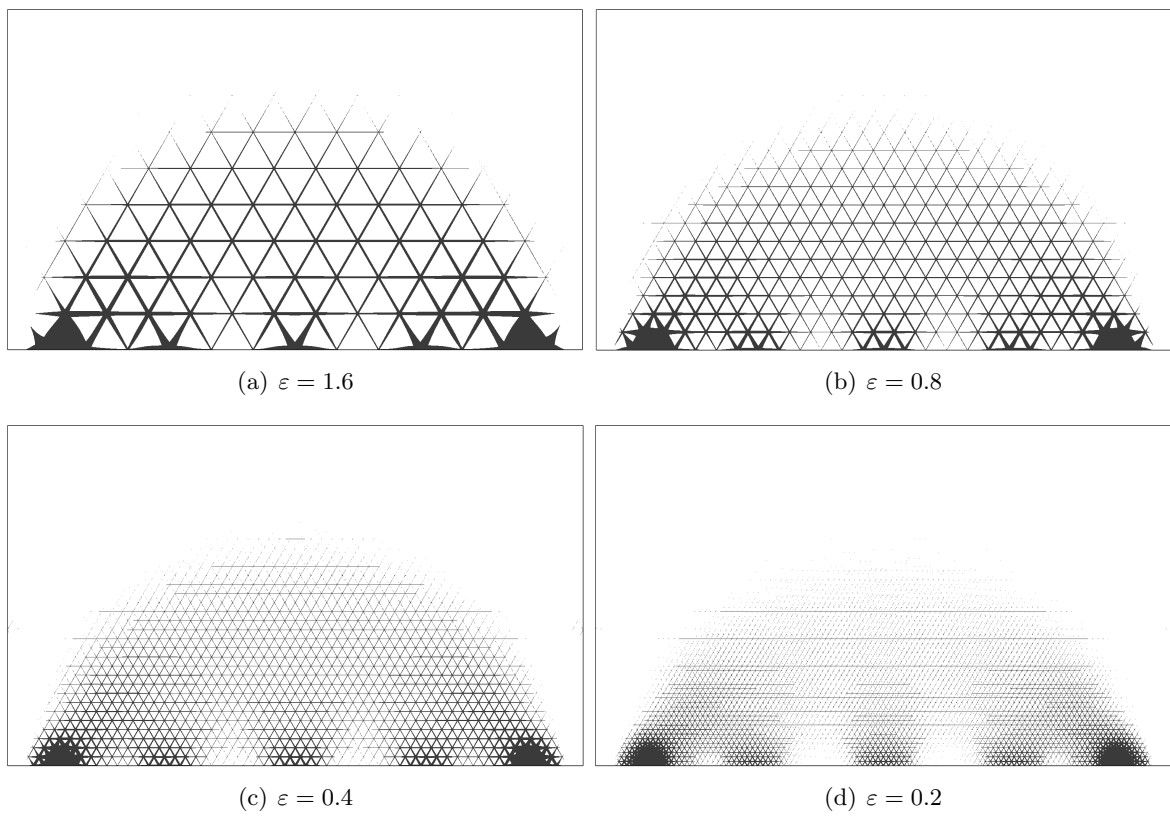 (a) ε = 1.6
(b) ε = 0.8
(c) ε = 0.4
(d) ε = 0.2